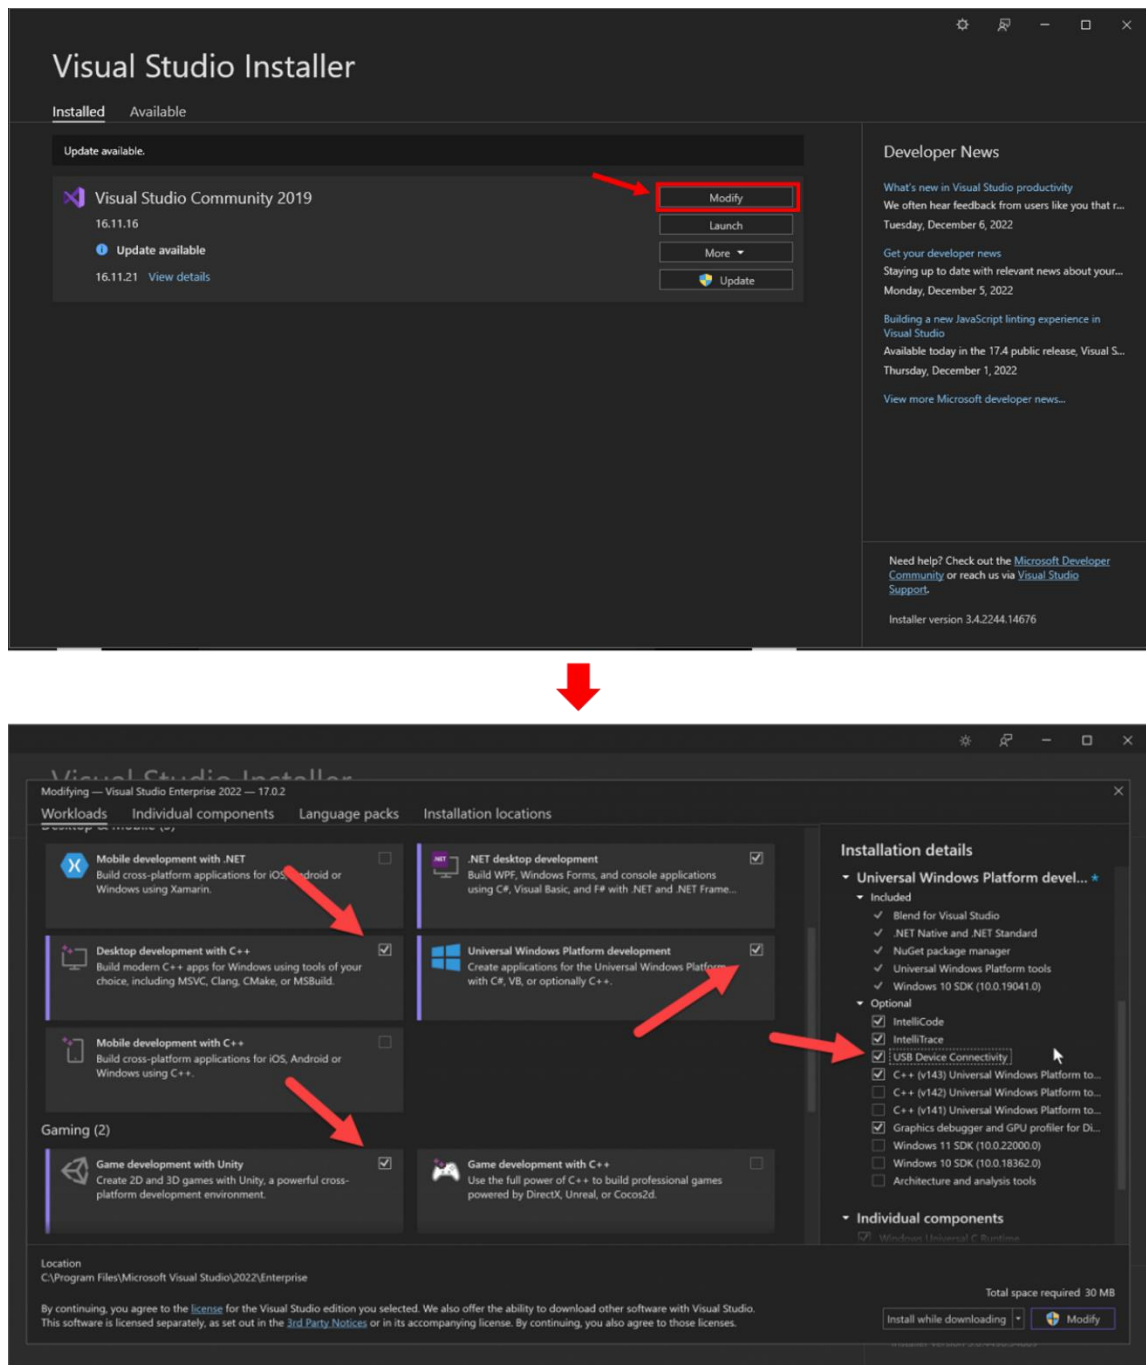 Visual Studio Installer
Installed Available
Update available.
Visual Studio Community 2019
16.11.16
Update available
16.11.21 View details
Modify
Launch
More
Update
Developer News
What's new in Visual Studio productivity
We often hear feedback from users like you that r...
Tuesday, December 6, 2022
Get your developer news
Staying up to date with relevant news about your...
Monday, December 5, 2022
Building a new JavaScript linting experience in
Visual Studio
Available today in the 17.4 public release, Visual S...
Thursday, December 1, 2022
View more Microsoft developer news...
Need help? Check out the Microsoft Developer
Community or reach us via Visual Studio
Support.
Installer version 3.4.2244.14676
Visual Studio Installer
Modifying — Visual Studio Enterprise 2022 — 17.0.2
Workloads Individual components Language packs Installation locations
Desktop & Mobile (5)
Mobile development with .NET
Build cross-platform applications for iOS, Android or
Windows using Xamarin.
.NET desktop development
Build WPF, Windows Forms, and console applications
using C#, Visual Basic, and F# with .NET and .NET Frame...
Desktop development with C++
Build modern C++ apps for Windows using tools of your
choice, including MSVC, Clang, CMake, or MSBuild.
Universal Windows Platform development
Create applications for the Universal Windows Platform
with C#, VB, or optionally C++.
Mobile development with C++
Build cross-platform applications for iOS, Android or
Windows using C++.
Gaming (2)
Game development with Unity
Create 2D and 3D games with Unity, a powerful cross-
platform development environment.
Game development with C++
Use the full power of C++ to build professional games
powered by DirectX, Unreal, or Cocos2d.
Installation details
Universal Windows Platform devel...
Included
Blend for Visual Studio
.NET Native and .NET Standard
NuGet package manager
Universal Windows Platform tools
Windows 10 SDK (10.0.19041.0)
Optional
IntelliCode
IntelliTrace
USB Device Connectivity
C++ (v143) Universal Windows Platform to...
C++ (v142) Universal Windows Platform to...
C++ (v141) Universal Windows Platform to...
Graphics debugger and GPU profiler for Di...
Windows 11 SDK (10.0.22000.0)
Windows 10 SDK (10.0.18362.0)
Architecture and analysis tools
Individual components
Windows Universal C Runtime
Location
C:\Program Files\Microsoft Visual Studio\2022\Enterprise
By continuing, you agree to the license for the Visual Studio edition you selected. We also offer the ability to download other software with Visual Studio.
This software is licensed separately, as set out in the 3rd Party Notices or in its accompanying license. By continuing, you also agree to those licenses.
Total space required 30 MB
Install while downloading
Modify